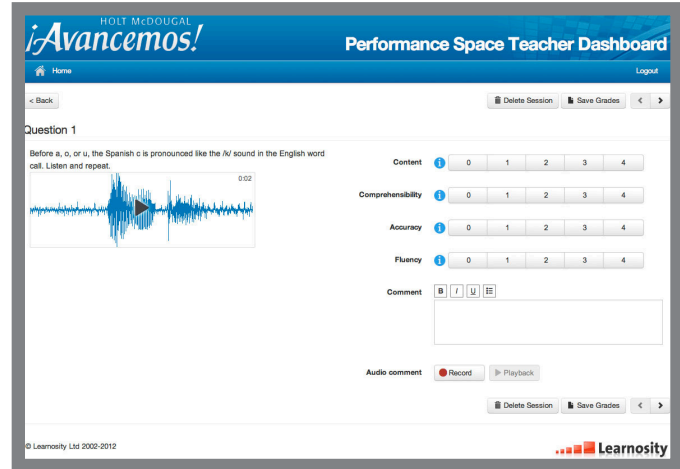 HOLT McDOUGAL
¡Avancemos!
Performance Space Teacher Dashboard
Home
Logout
< Back
Delete Session
Save Grades
Question 1
Before a, o, or u, the Spanish c is pronounced like the /k/ sound in the English word
call. Listen and repeat.
0:02
Content
i 0 1 2 3 4
Comprehensibility
i 0 1 2 3 4
Accuracy
i 0 1 2 3 4
Fluency
i 0 1 2 3 4
Comment
B I U
Audio comment
Record
Playback
Delete Session
Save Grades
© Learnosity Ltd 2002-2012
Learnosity